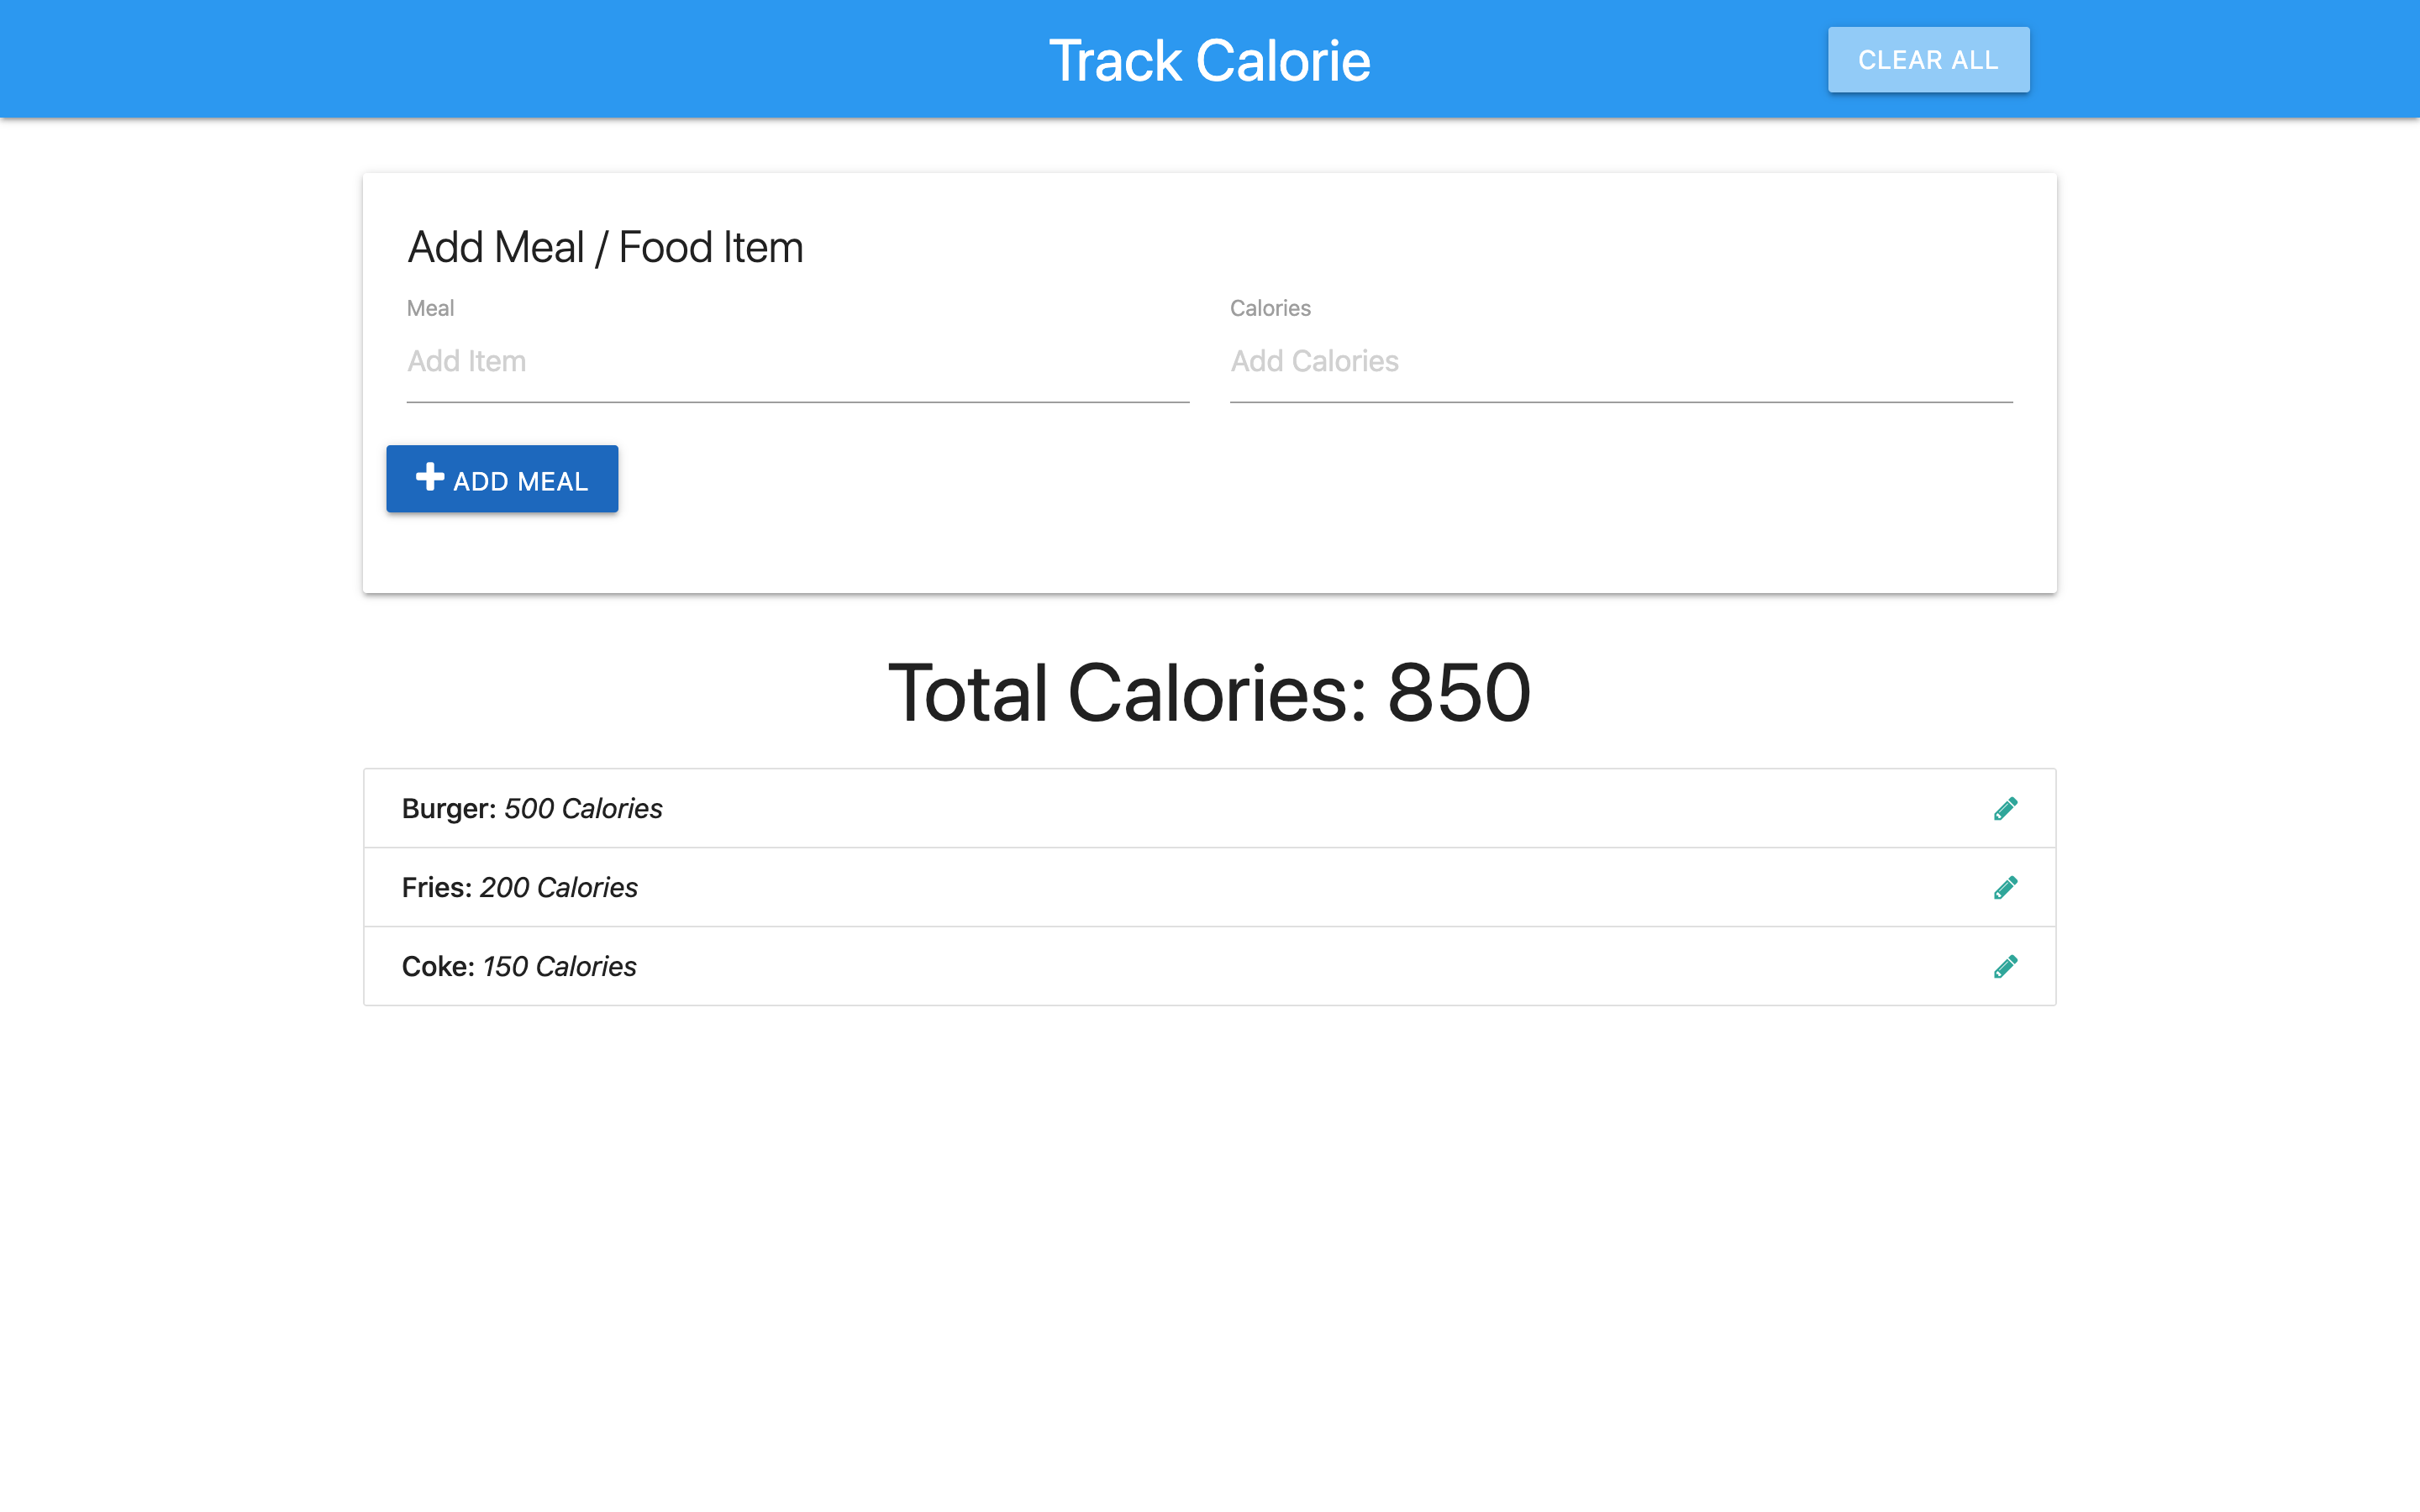 Track Calorie
CLEAR ALL
Add Meal / Food Item
Meal
Calories
Add Item
Add Calories
ADD MEAL
Total Calories: 850
Burger: 500 Calories
Fries: 200 Calories
Coke: 150 Calories